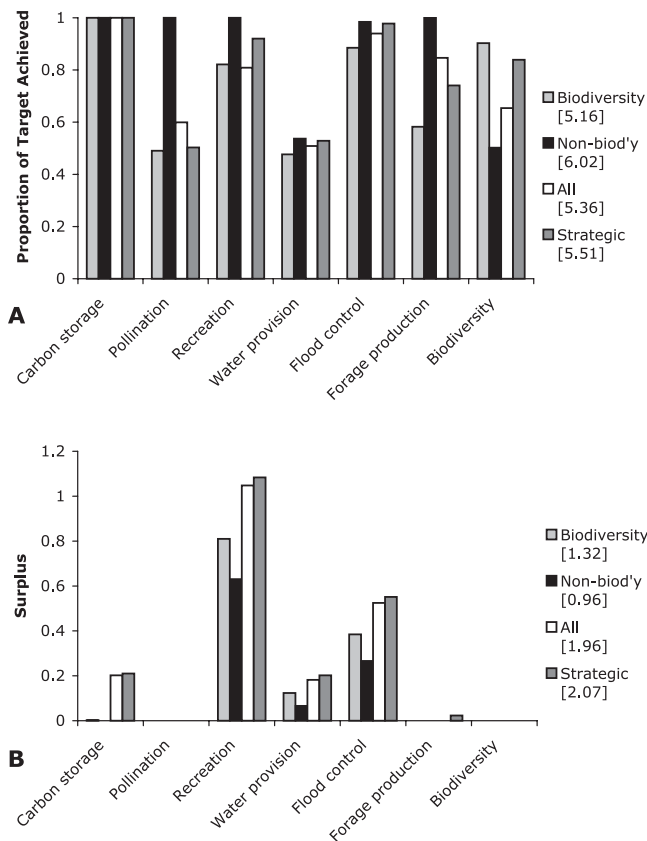 Proportion of Target Achieved
1
0.8
0.6
0.4
0.2
0
Carbon storage
Pollination
Recreation
Water provision
Flood control
Forage production
Biodiversity
Biodiversity
[5.16]
Non-biod'y
[6.02]
All
[5.36]
Strategic
[5.51]
A
Surplus
1.2
1
0.8
0.6
0.4
0.2
0
Carbon storage
Pollination
Recreation
Water provision
Flood control
Forage production
Biodiversity
Biodiversity
[1.32]
Non-biod'y
[0.96]
All
[1.96]
Strategic
[2.07]
B